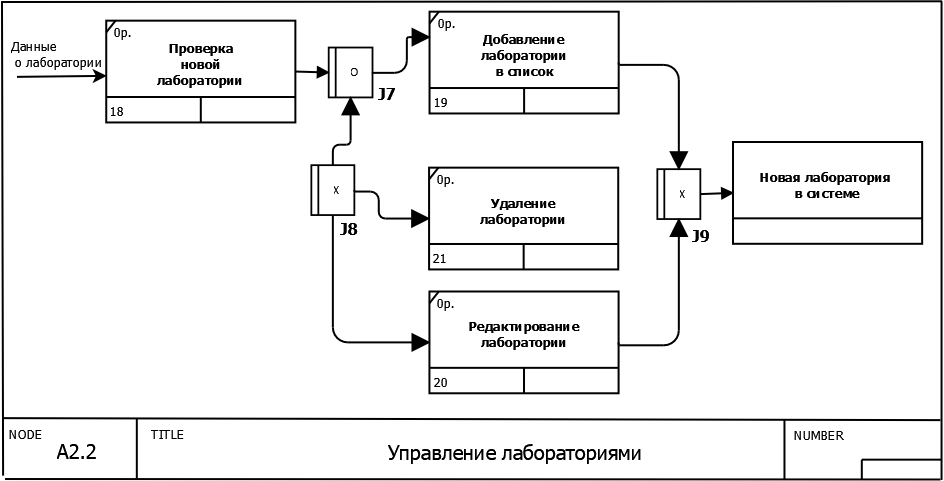 Данные
о лаборатории
0р.
Проверка
новой
лаборатории
18
O
J7
0р.
Добавление
лаборатории
в список
19
X
J8
0р.
Удаление
лаборатории
21
X
J9
Новая лаборатория
в системе
0р.
Редактирование
лаборатории
20
NODE
A2.2
TITLE
Управление лабораториями
NUMBER